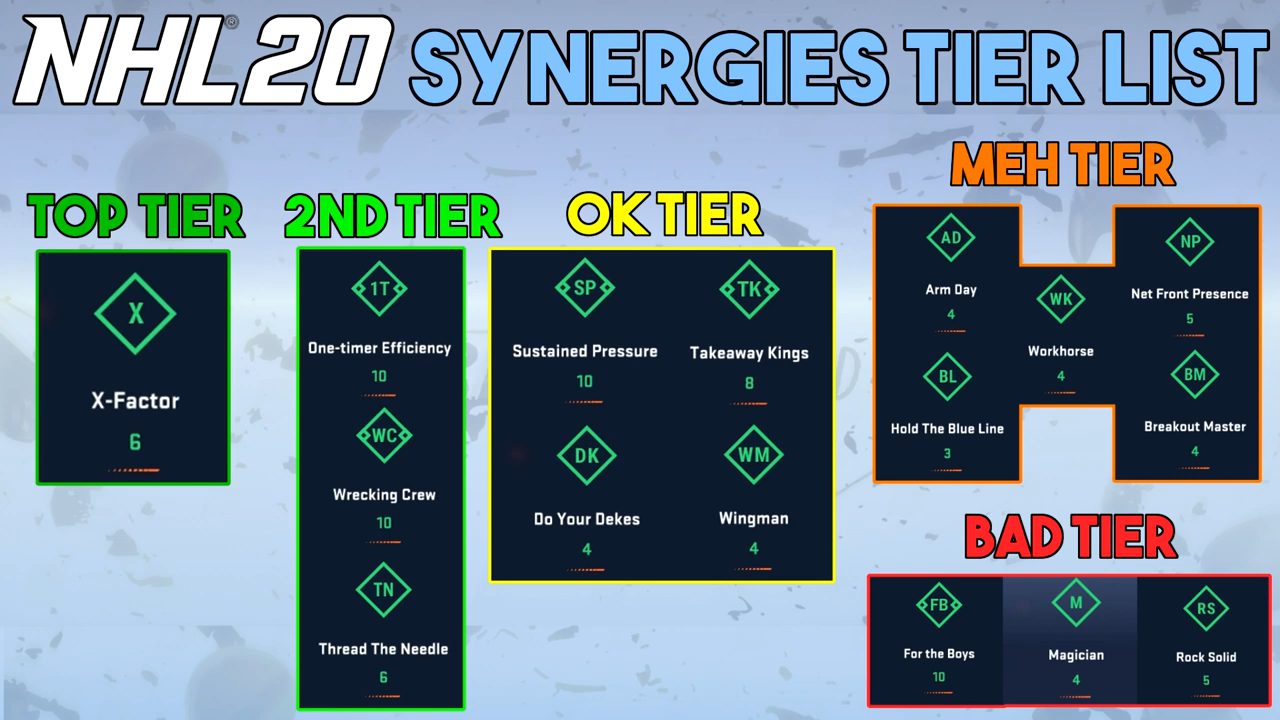 NHL20® SYNERGIES TIER LIST
TOP TIER
X
X-Factor
6
2ND TIER
1T
One-timer Efficiency
10
WC
Wrecking Crew
10
TN
Thread The Needle
6
OK TIER
SP
Sustained Pressure
10
TK
Takeaway Kings
8
DK
Do Your Dekes
4
WM
Wingman
4
MEH TIER
AD
Arm Day
4
NP
Net Front Presence
5
WK
Workhorse
4
BL
Hold The Blue Line
3
BM
Breakout Master
4
BAD TIER
FB
For the Boys
10
M
Magician
4
RS
Rock Solid
5